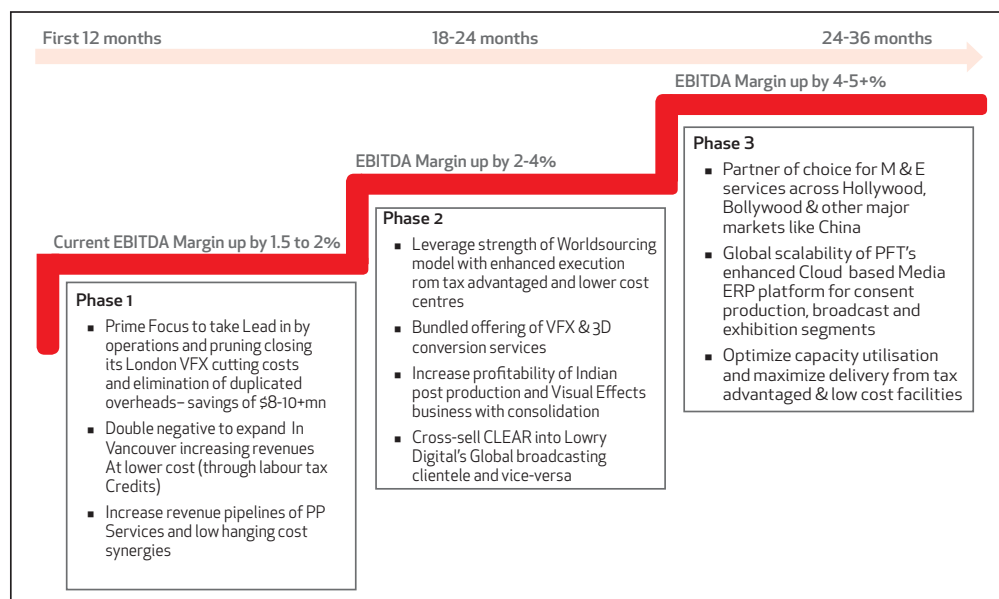 First 12 months
18-24 months
24-36 months
EBITDA Margin up by 4-5+%
EBITDA Margin up by 2-4%
Current EBITDA Margin up by 1.5 to 2%
Phase 1
▪ Prime Focus to take Lead in by
operations and pruning closing
its London VFX cutting costs
and elimination of duplicated
overheads– savings of $8-10+mn
▪ Double negative to expand In
Vancouver increasing revenues
At lower cost (through labour tax
Credits)
▪ Increase revenue pipelines of PP
Services and low hanging cost
synergies
Phase 2
▪ Leverage strength of Worldsourcing
model with enhanced execution
rom tax advantaged and lower cost
centres
▪ Bundled offering of VFX & 3D
conversion services
▪ Increase profitability of Indian
post production and Visual Effects
business with consolidation
▪ Cross-sell CLEAR into Lowry
Digital's Global broadcasting
clientele and vice-versa
Phase 3
▪ Partner of choice for M & E
services across Hollywood,
Bollywood & other major
markets like China
▪ Global scalability of PFT's
enhanced Cloud based Media
ERP platform for consent
production, broadcast and
exhibition segments
▪ Optimize capacity utilisation
and maximize delivery from tax
advantaged & low cost facilities